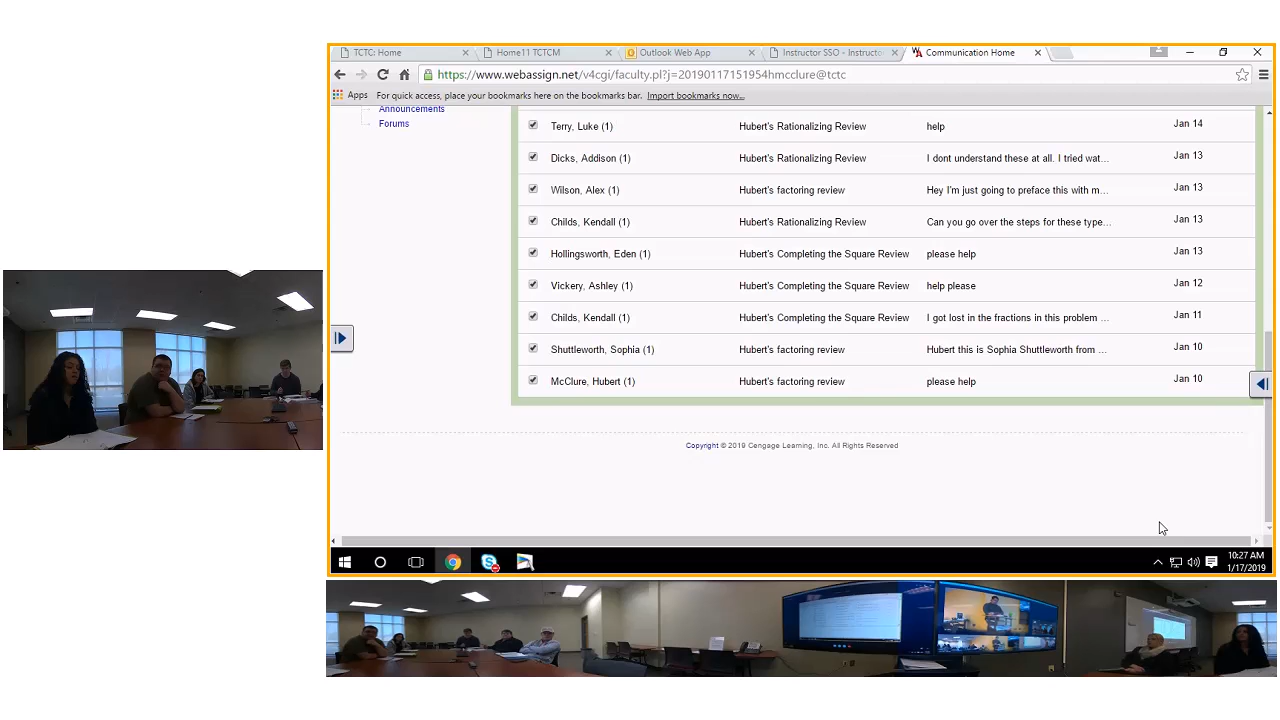 TCTC: Home
Home11 TCTCM
Outlook Web App
Instructor SSO - Instructo
Communication Home
https://www.webassign.net/v4cgi/faculty.pl?j=20190117151954hmcclure@tctc
Apps For quick access, place your bookmarks here on the bookmarks bar. Import bookmarks now...
Announcements
Forums
Terry, Luke (1) Hubert's Rationalizing Review help Jan 14
Dicks, Addison (1) Hubert's Rationalizing Review I dont understand these at all. I tried wat... Jan 13
Wilson, Alex (1) Hubert's factoring review Hey I'm just going to preface this with m... Jan 13
Childs, Kendall (1) Hubert's Rationalizing Review Can you go over the steps for these type... Jan 13
Hollingsworth, Eden (1) Hubert's Completing the Square Review please help Jan 13
Vickery, Ashley (1) Hubert's Completing the Square Review help please Jan 12
Childs, Kendall (1) Hubert's Completing the Square Review I got lost in the fractions in this problem ... Jan 11
Shuttleworth, Sophia (1) Hubert's factoring review Hubert this is Sophia Shuttleworth from ... Jan 10
McClure, Hubert (1) Hubert's factoring review please help Jan 10
Copyright © 2019 Cengage Learning, Inc. All Rights Reserved
10:27 AM
1/17/2019